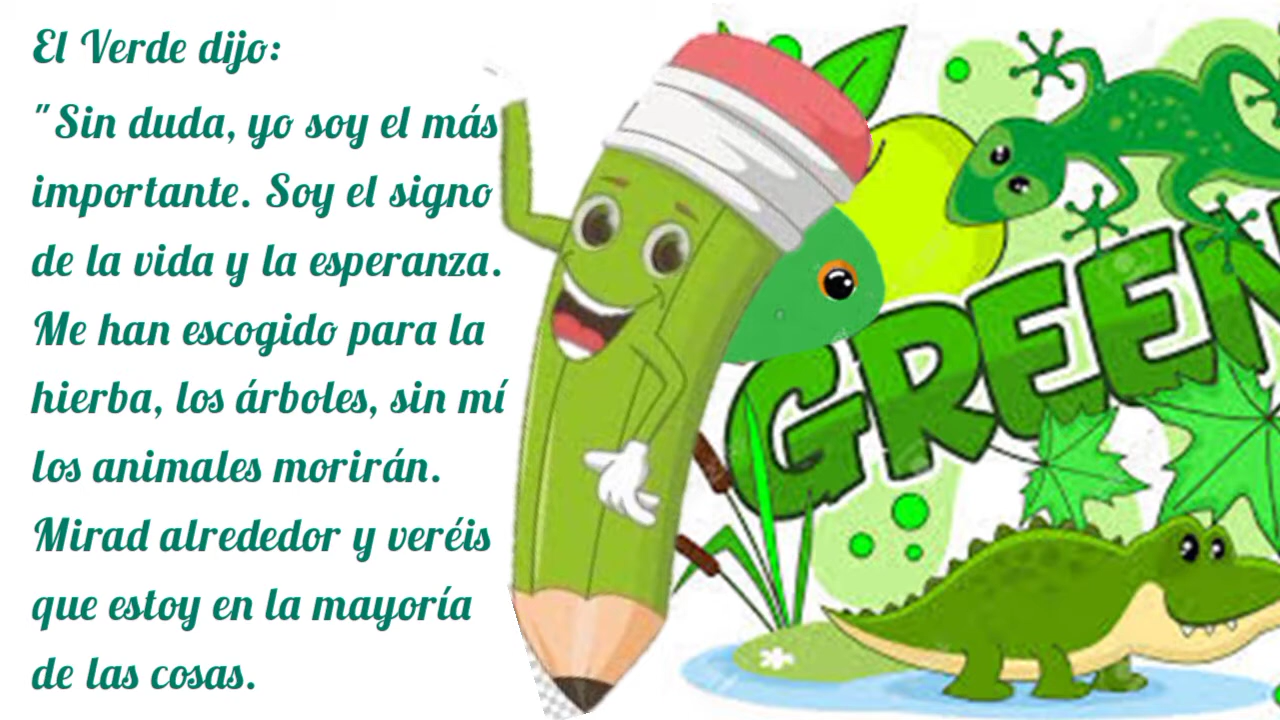 El Verde dijo:
"Sin duda, yo soy el más
importante. Soy el signo
de la vida y la esperanza.
Me han escogido para la
hierba, los árboles, sin mí
los animales morirán.
Mirad alrededor y veréis
que estoy en la mayoría
de las cosas.
GREEN